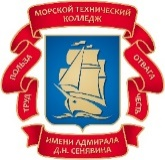 МОРСКОЙ ТЕХНИЧЕСКИЙ
КОЛЛЕДЖ
ПОЛЬЗА
ОТВАГА
ТРУД
ЧЕСТЬ
ИМЕНИ АДМИРАЛА
Д.Н. СЕНЯВИНА